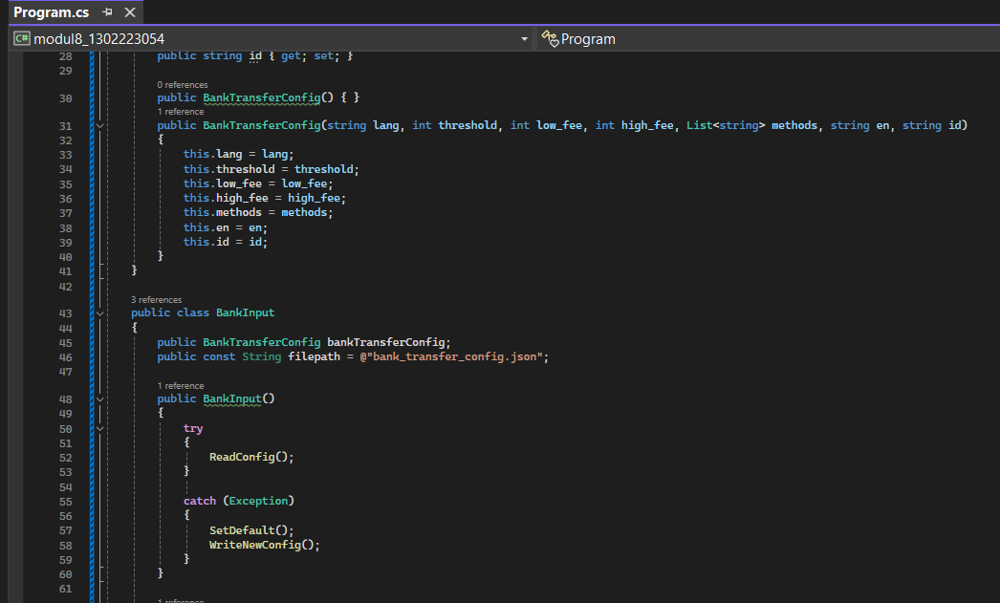 Program.cs
C# modul8_1302223054 Program
28 public string id { get; set; }
29
0 references
30 public BankTransferConfig() { }
1 reference
31 public BankTransferConfig(string lang, int threshold, int low_fee, int high_fee, List<string> methods, string en, string id)
32 {
33 this.lang = lang;
34 this.threshold = threshold;
35 this.low_fee = low_fee;
36 this.high_fee = high_fee;
37 this.methods = methods;
38 this.en = en;
39 this.id = id;
40 }
41 }
42
3 references
43 public class BankInput
44 {
45 public BankTransferConfig bankTransferConfig;
46 public const String filepath = @"bank_transfer_config.json";
47
1 reference
48 public BankInput()
49 {
50 try
51 {
52 ReadConfig();
53 }
54
55 catch (Exception)
56 {
57 SetDefault();
58 WriteNewConfig();
59 }
60 }
61
1 reference